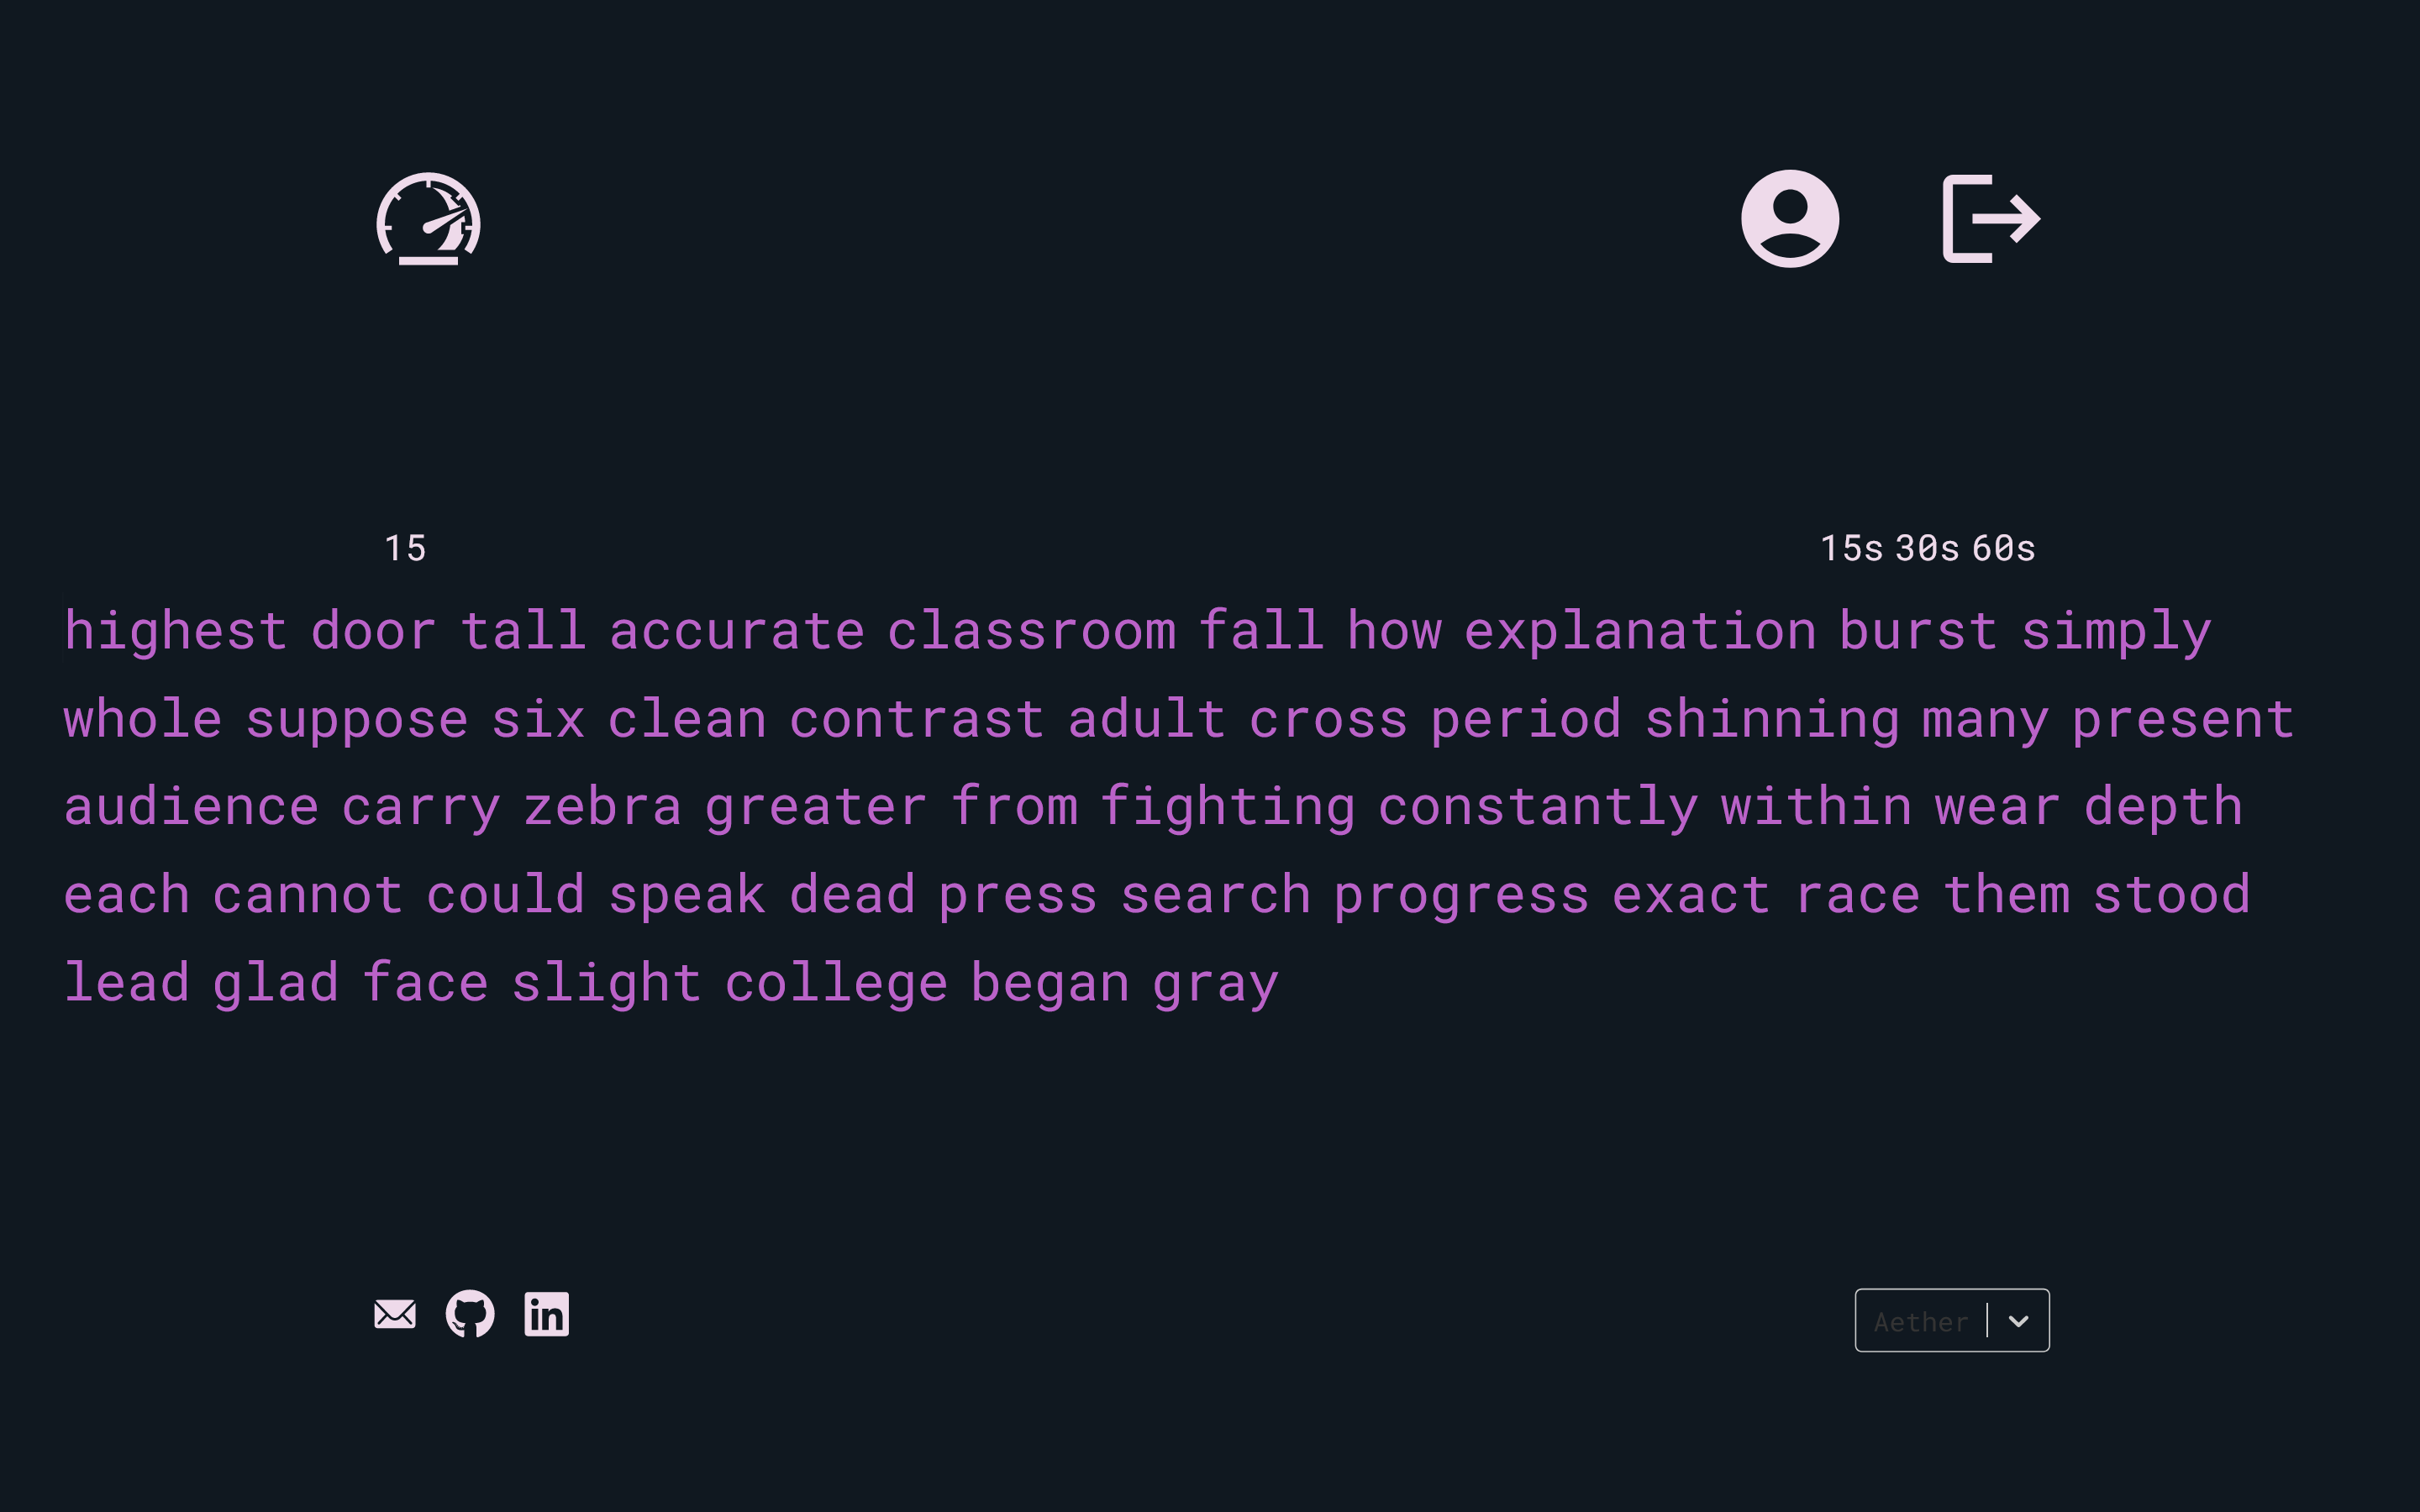 15
15s 30s 60s
highest door tall accurate classroom fall how explanation burst simply
whole suppose six clean contrast adult cross period shinning many present
audience carry zebra greater from fighting constantly within wear depth
each cannot could speak dead press search progress exact race them stood
lead glad face slight college began gray
in
Aether